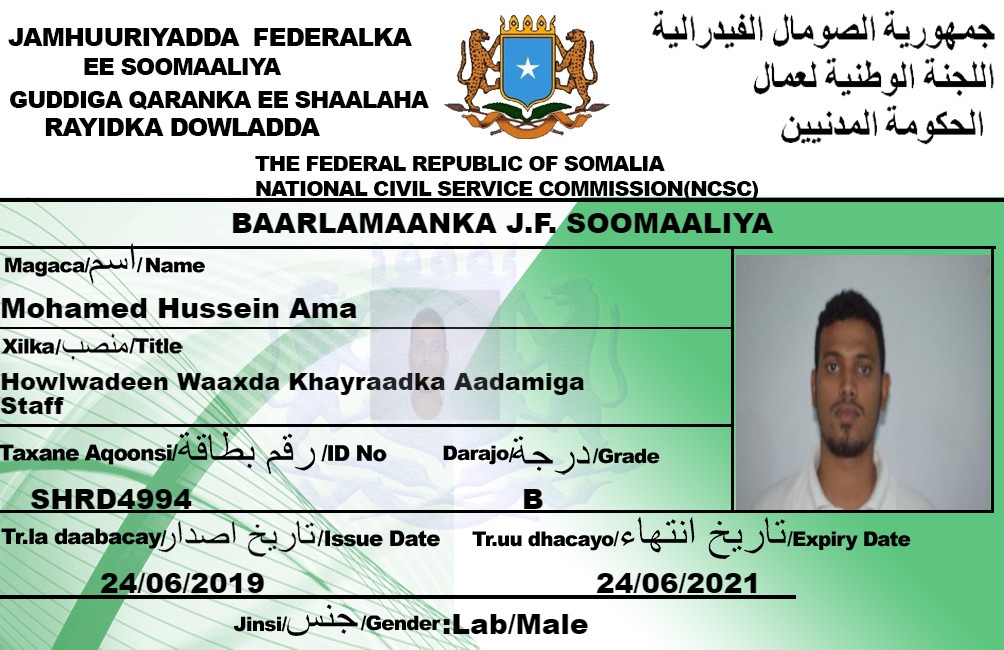 JAMHUURIYADDA FEDERALKA
EE SOOMAALIYA
GUDDIGA QARANKA EE SHAALAHA
RAYIDKA DOWLADDA
جمهورية الصومال الفيدرالية
اللجنة الوطنية لعمال
الحكومة المدنيين
THE FEDERAL REPUBLIC OF SOMALIA
NATIONAL CIVIL SERVICE COMMISSION(NCSC)
BAARLAMAANKA J.F. SOOMAALIYA
Magaca/اسم/Name
Mohamed Hussein Ama
Xilka/منصب/Title
Howlwadeen Waaxda Khayraadka Aadamiga
Staff
Taxane Aqoonsi/رقم بطاقة/ID No
Darajo/درجة/Grade
SHRD4994
B
Tr.la daabacay/تاريخ اصدار/Issue Date
Tr.uu dhacayo/تاريخ انتهاء/Expiry Date
24/06/2019
24/06/2021
Jinsi/جنس/Gender:Lab/Male